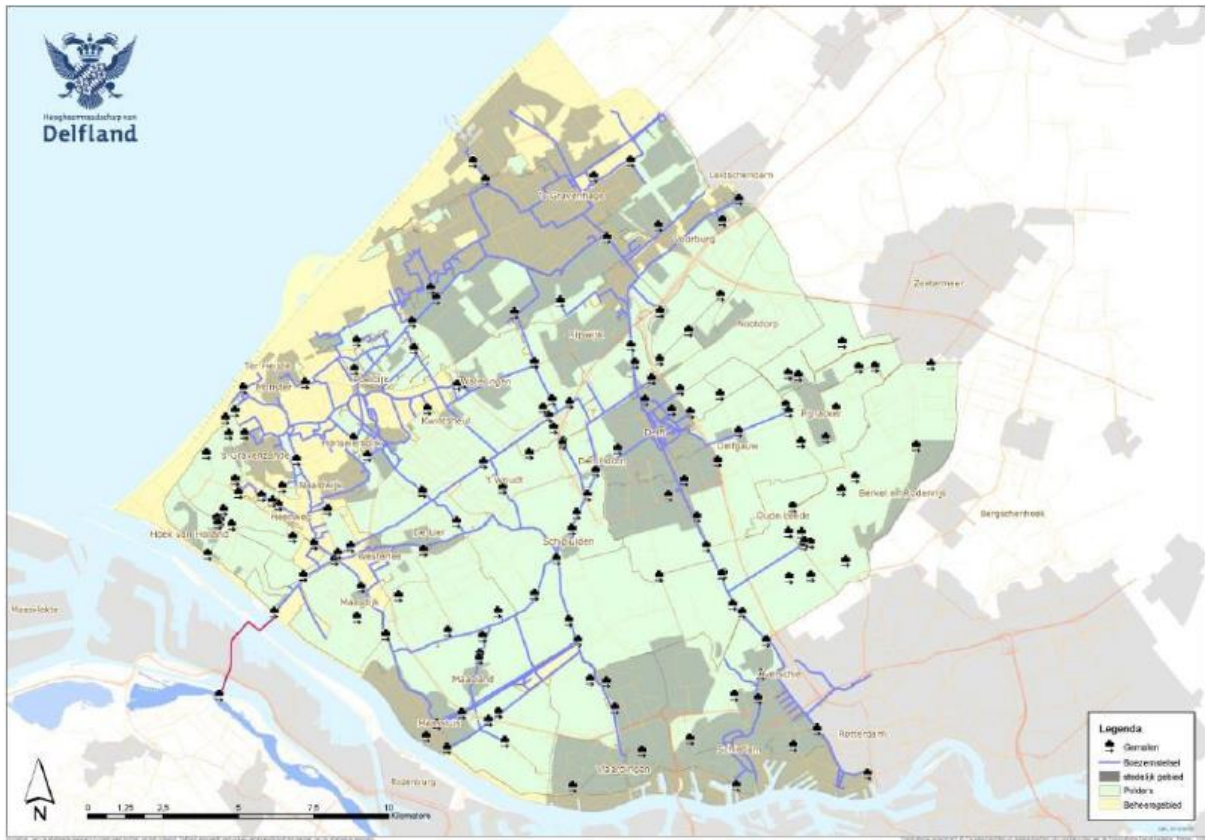 Hoogheemraadschap van
Delfland
Leidschendam
's-Gravenhage
Voorburg
Zoetermeer
Nootdorp
Rijswijk
Ter Heijde
Monster
Poeldijk
Wateringen
Kwintsheul
Pijnacker
Honselersdijk
Delft
Delfgauw
's-Gravenzande
Den Hoorn
't Woudt
Naaldwijk
Berkel en Rodenrijs
Heenweg
Oude Leede
Bergschenhoek
Hoek van Holland
De Lier
Schipluiden
Westerlee
Maasvlakte
Maasdijk
Maasland
Overschie
Maassluis
Rotterdam
Schiedam
Vlaardingen
Rozenburg
N
0 1,25 2,5 5 7,5 10
Kilometers
Legenda
Gemalen
Boezemstelsel
stedelijk gebied
Polders
Beheersgebied